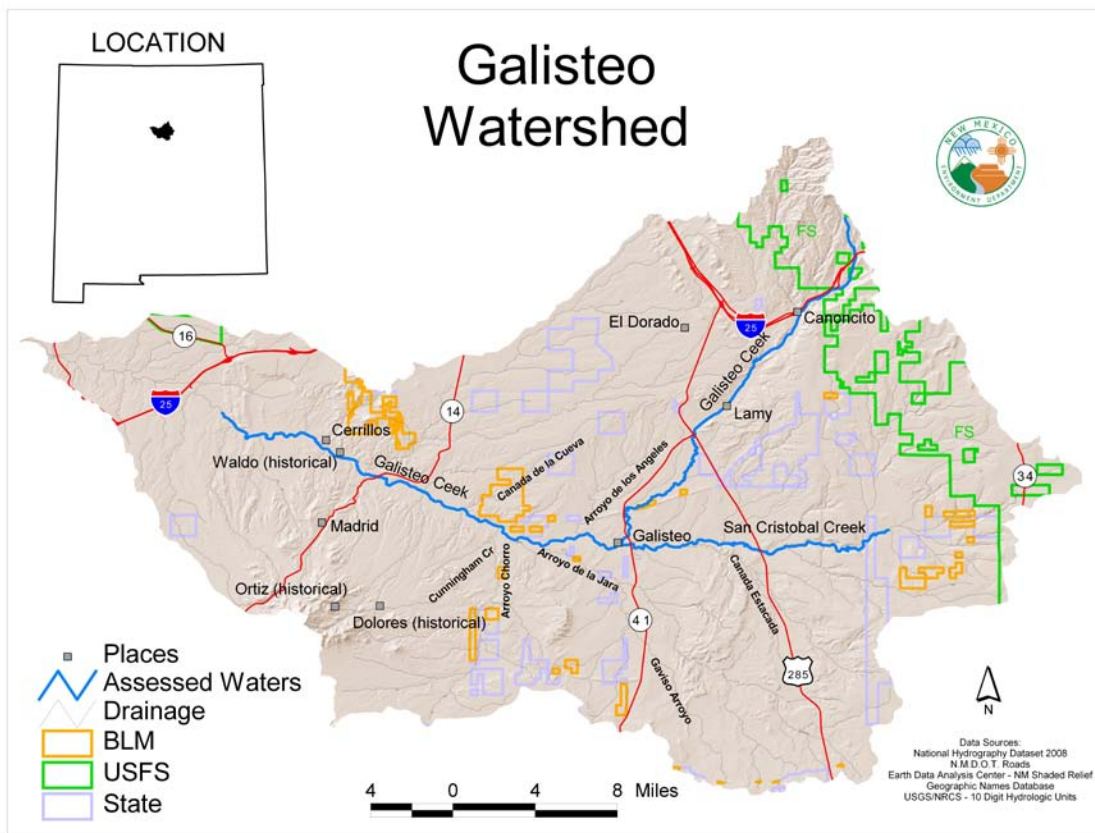 LOCATION
Galisteo
Watershed
NEW MEXICO
ENVIRONMENT DEPARTMENT
FS
16
El Dorado
25
Canoncito
25
14
Galisteo Ceek
Lamy
Cerrillos
Waldo (historical)
Galisteo Ceek
Canada de la Cueva
Arroyo de los Angeles
FS
34
Madrid
Galisteo
San Cristobal Creek
Cunningham Cr
Arroyo Chorro
Arroyo de la Jara
Canada Estacada
Ortiz (historical)
Dolores (historical)
41
Gaviso Arroyo
285
Places
Assessed Waters
Drainage
BLM
USFS
State
4 0 4 8 Miles
N
Data Sources:
National Hydrography Dataset 2008
N.M.D.O.T. Roads
Earth Data Analysis Center - NM Shaded Relief
Geographic Names Database
USGS/NRCS - 10 Digit Hydrologic Units